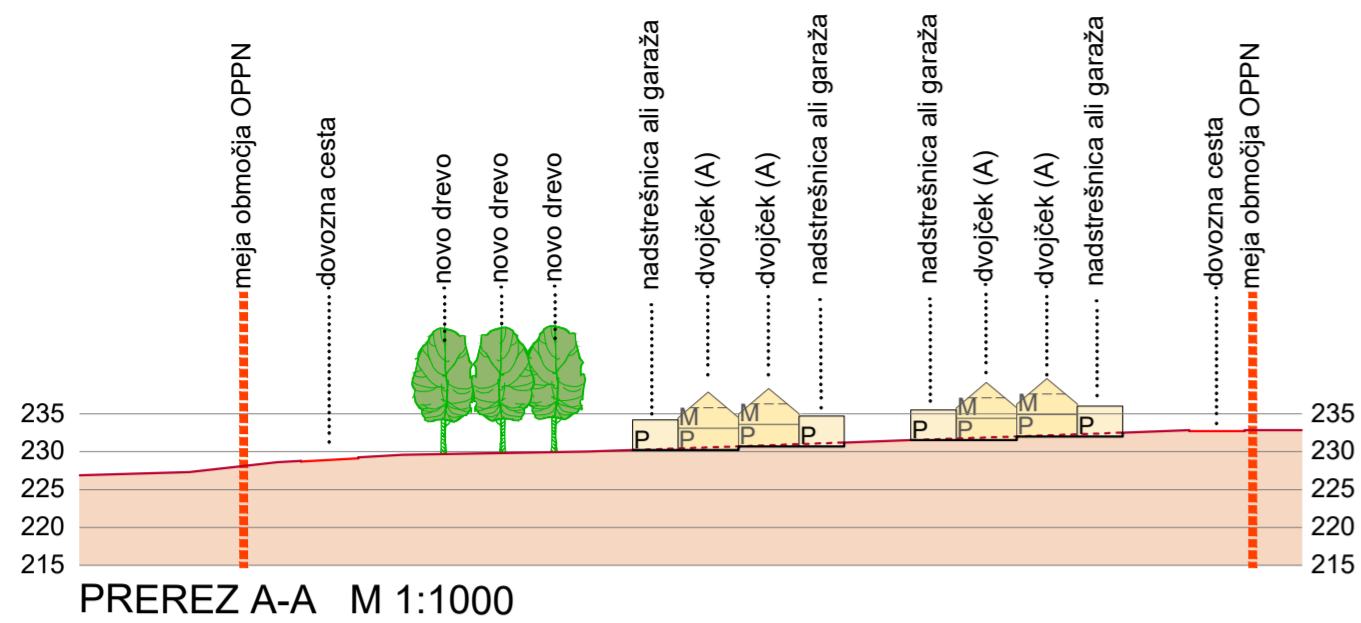 meja območja OPPN
dovozna cesta
novo drevo
novo drevo
novo drevo
nadstrešnica ali garaža
dvojček (A)
dvojček (A)
nadstrešnica ali garaža
nadstrešnica ali garaža
dvojček (A)
dvojček (A)
nadstrešnica ali garaža
dovozna cesta
meja območja OPPN
M M M M
P P P P P P P P
235 235
230 230
225 225
220 220
215 215
PREREZ A-A M 1:1000